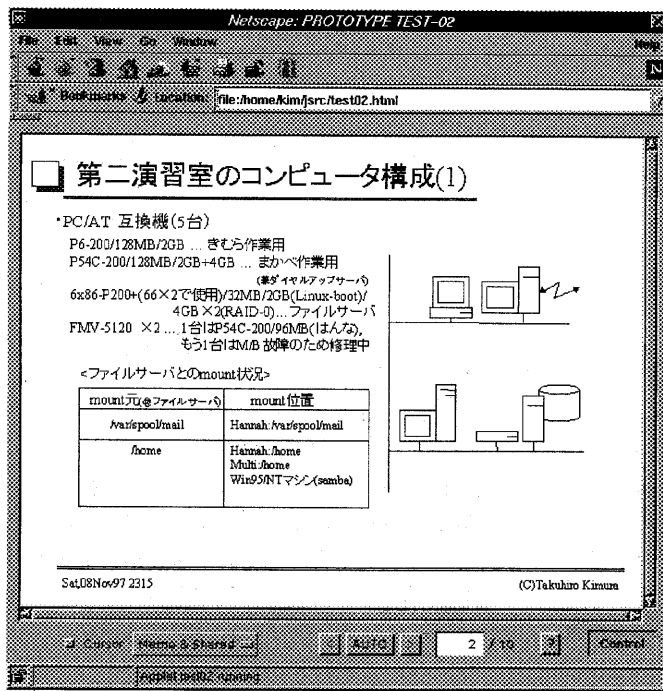 Netscape: PROTOTYPE TEST-02
File Edit View Go Window Help
Bookmarks Location: file:/home/kim/jsrc/test02.html
第二演習室のコンピュータ構成(1)
・PC/AT 互換機(5台)
P6-200/128MB/2GB ... きむら作業用
P54C-200/128MB/2GB+4GB ... まかべ作業用
(兼ダイヤルアップサーバ)
6x86-P200+(66×2で使用)/32MB/2GB(Linux-boot)/
4GB×2(RAID-0)...ファイルサーバ
FMV-5120 ×2 ... 1台はP54C-200/96MB(はんな),
もう1台はM/B 故障のため修理中
<ファイルサーバとのmount状況>
mount元(@ファイルサーバ) mount位置
/var/spool/mail Hannah:/var/spool/mail
/home Hannah:/home
Multi:/home
Win95/NTマシン(samba)
Sat,08Nov97 2315 (C)Takuhiro Kimura
Cursor Memo & Shared AUTO 2 / 10 ? Control
Applet test02 running